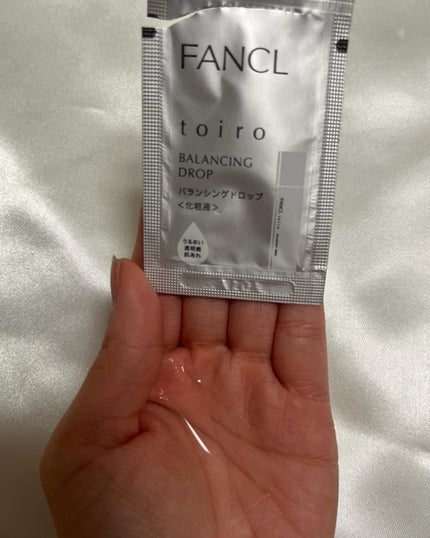 FANCL
toiro
BALANCING
DROP
バランシングドロップ
<化粧液>
うるおい
透明感
肌あれ